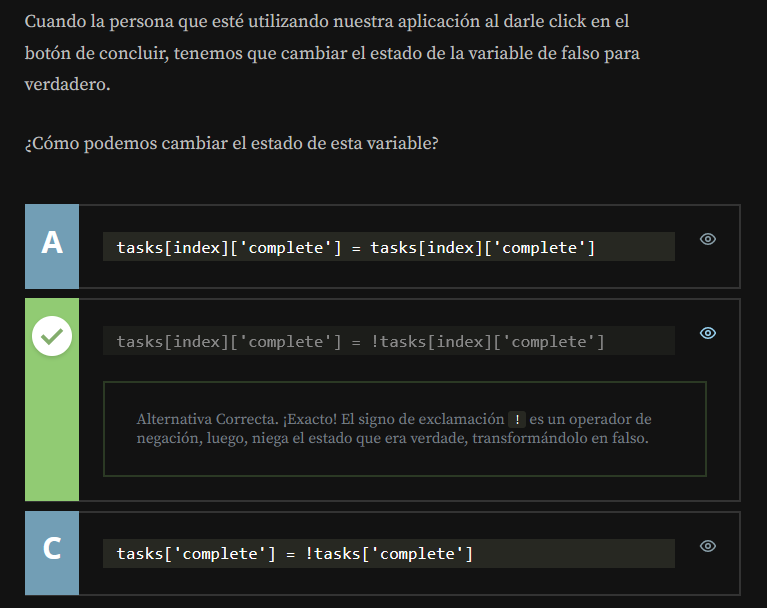 Cuando la persona que esté utilizando nuestra aplicación al darle click en el
botón de concluir, tenemos que cambiar el estado de la variable de falso para
verdadero.
¿Cómo podemos cambiar el estado de esta variable?
A
tasks[index]['complete'] = tasks[index]['complete']
tasks[index]['complete'] = !tasks[index]['complete']
Alternativa Correcta. ¡Exacto! El signo de exclamación ! es un operador de
negación, luego, niega el estado que era verdade, transformándolo en falso.
C
tasks['complete'] = !tasks['complete']